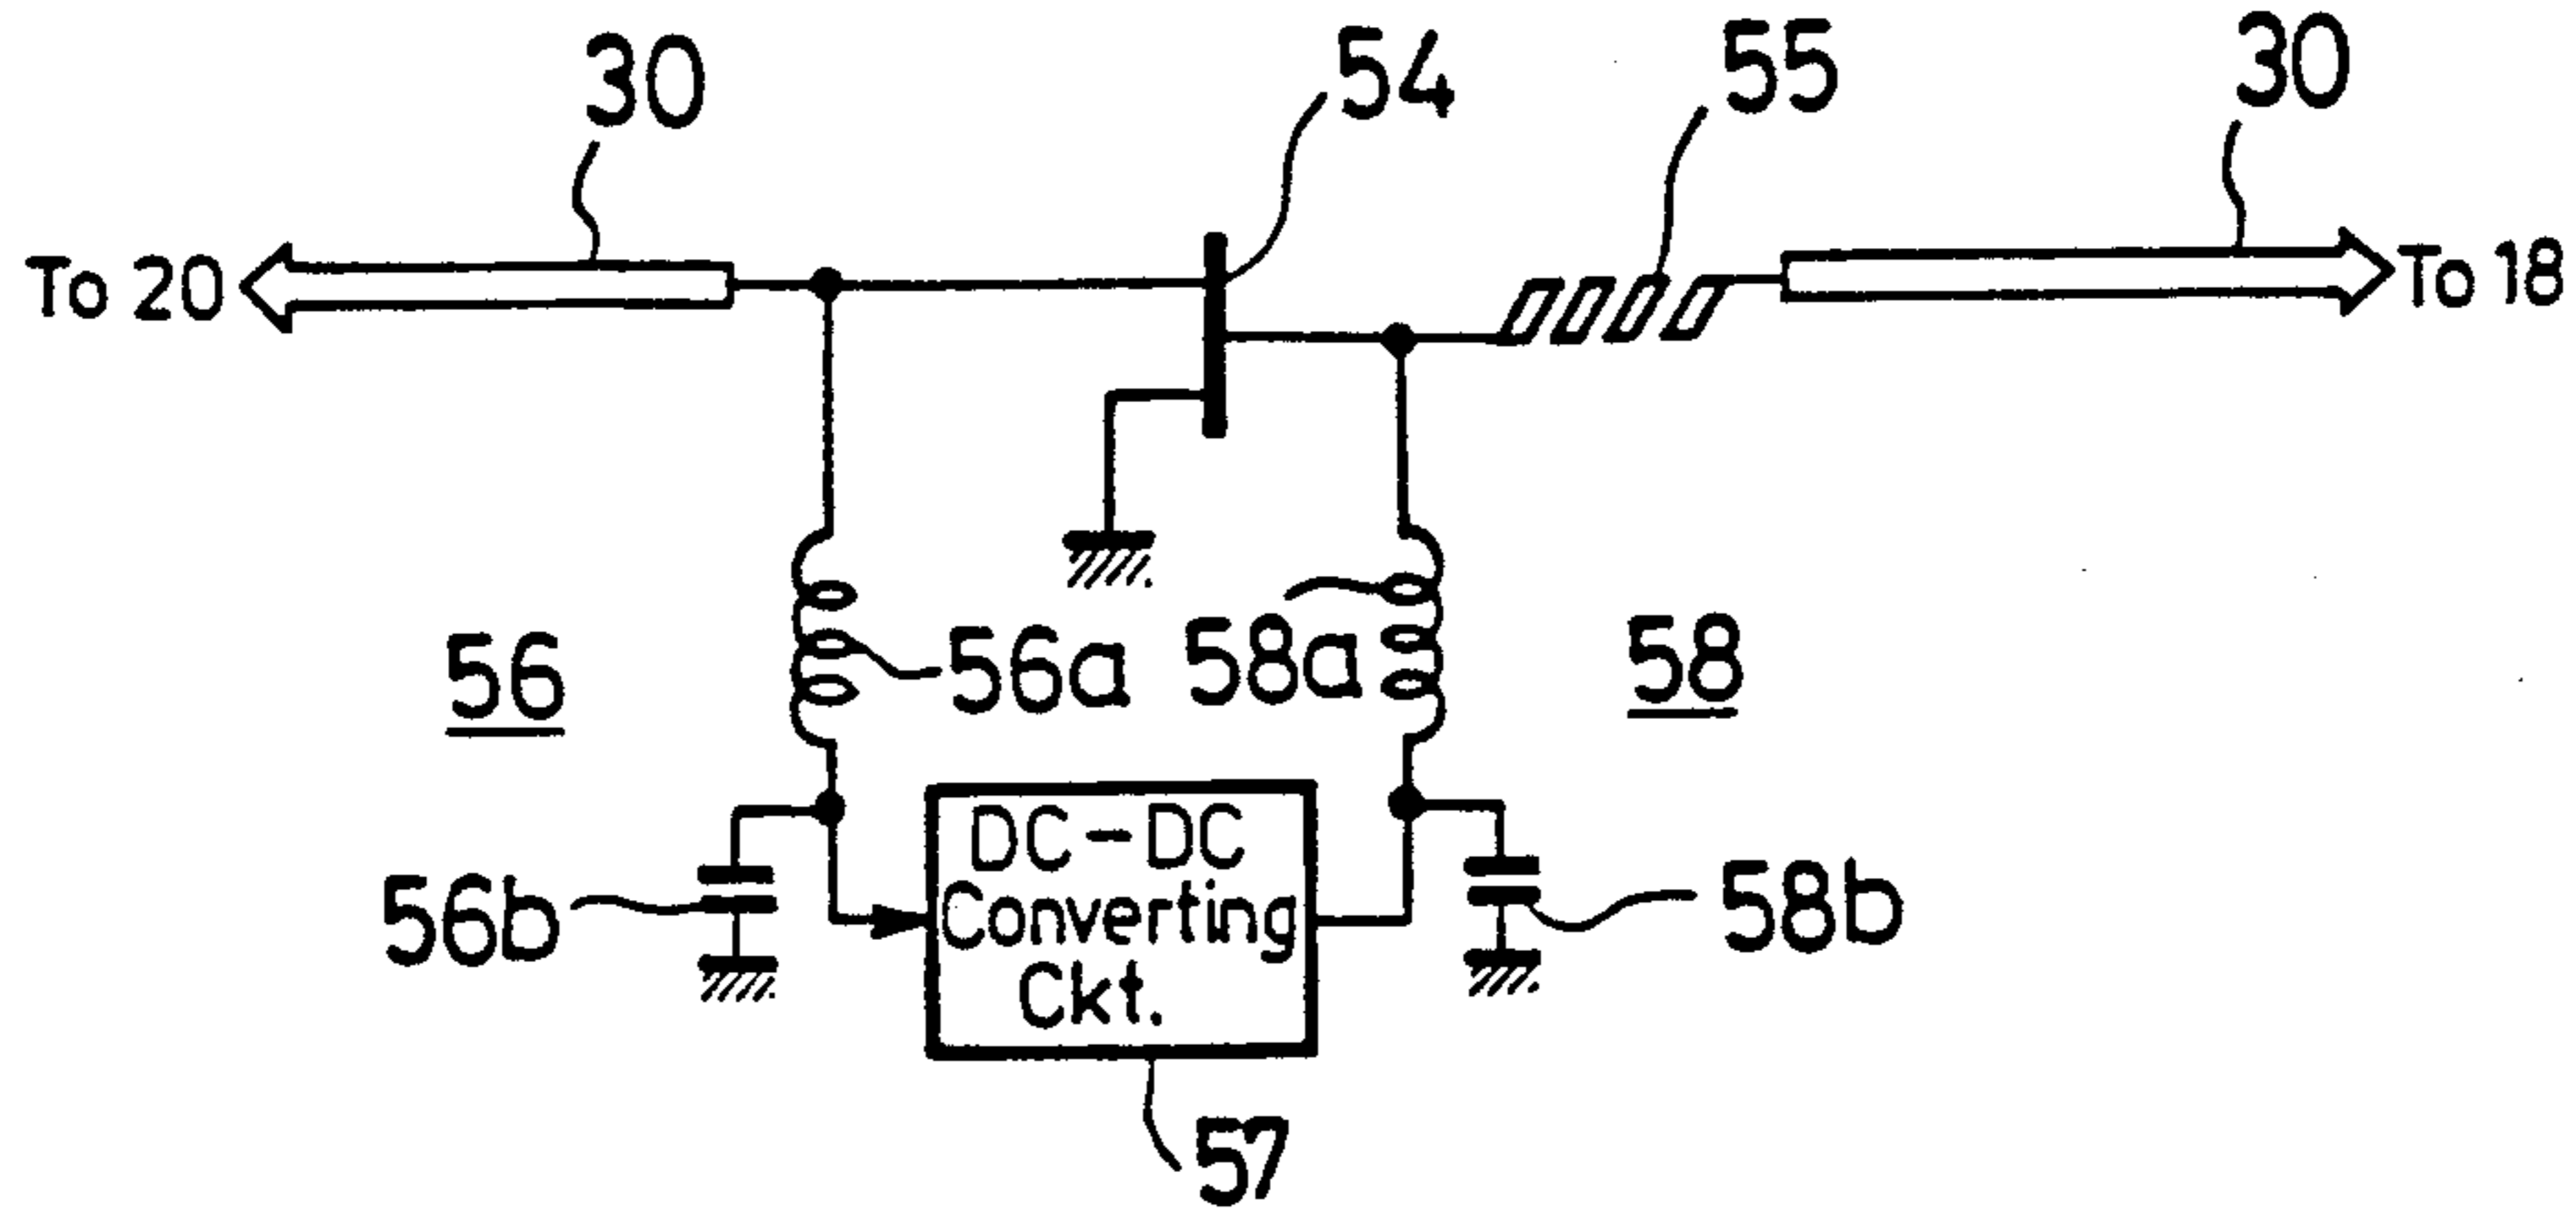 30
54
55
30
To 20
To 18
56
56a
58a
58
56b
DC-DC
Converting
Ckt.
58b
57